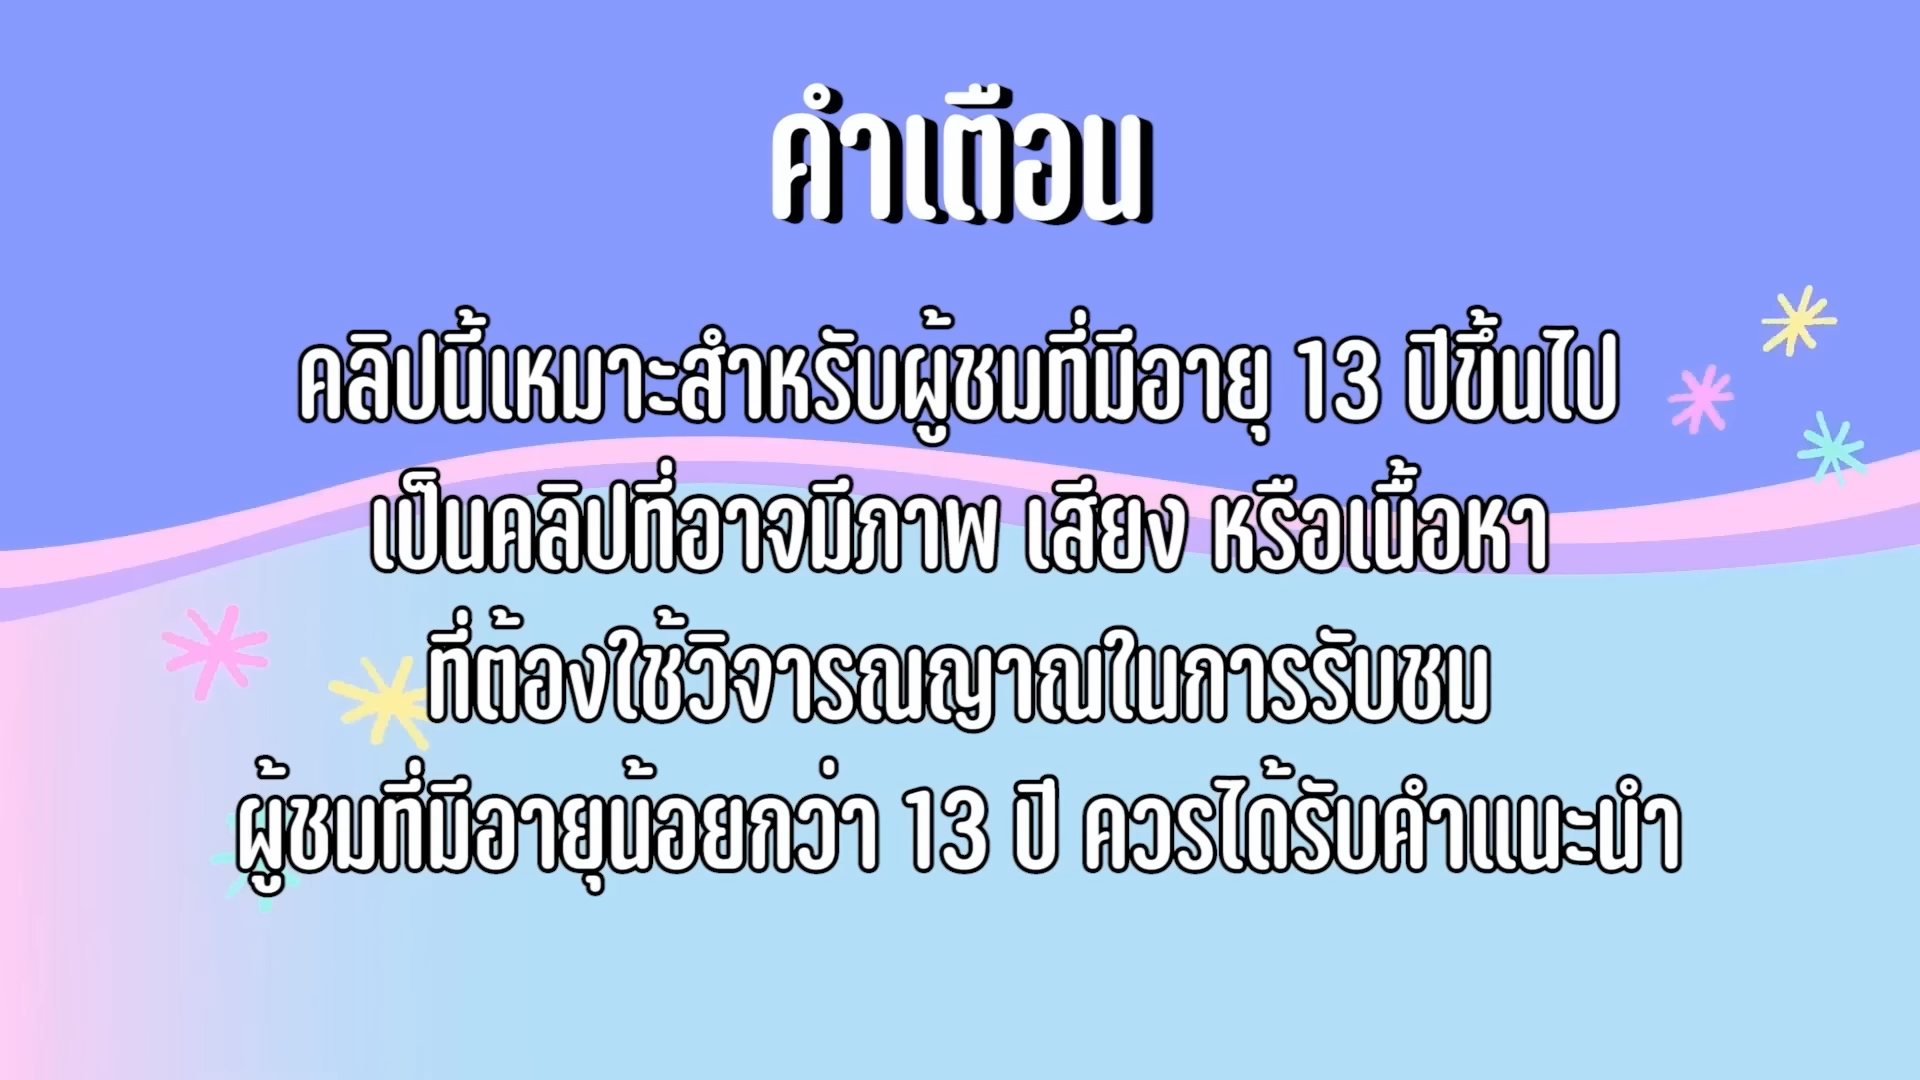 คำเตือน
คลิปนี้เหมาะสำหรับผู้ชมที่มีอายุ 13 ปีขึ้นไป
เป็นคลิปที่อาจมีภาพ เสียง หรือเนื้อหา
ที่ต้องใช้วิจารณญาณในการรับชม
ผู้ชมที่มีอายุน้อยกว่า 13 ปี ควรได้รับคำแนะนำ